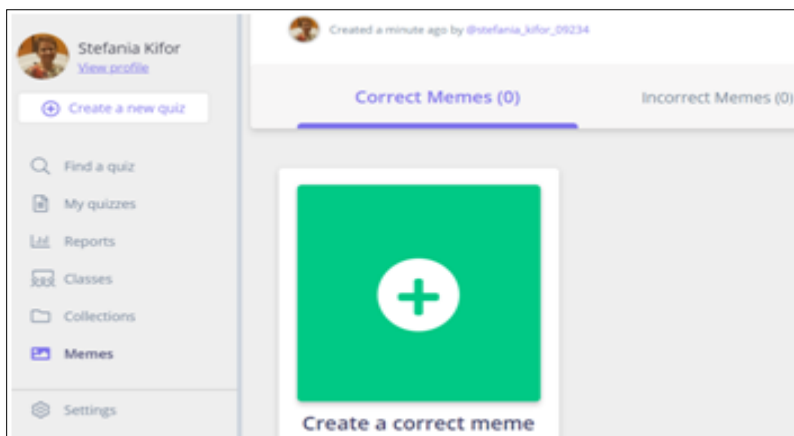 Stefania Kifor
View profile
Create a new quiz
Find a quiz
My quizzes
Reports
Classes
Collections
Memes
Settings
Created a minute ago by @stefania_kifor_09234
Correct Memes (0)
Incorrect Memes (0)
Create a correct meme